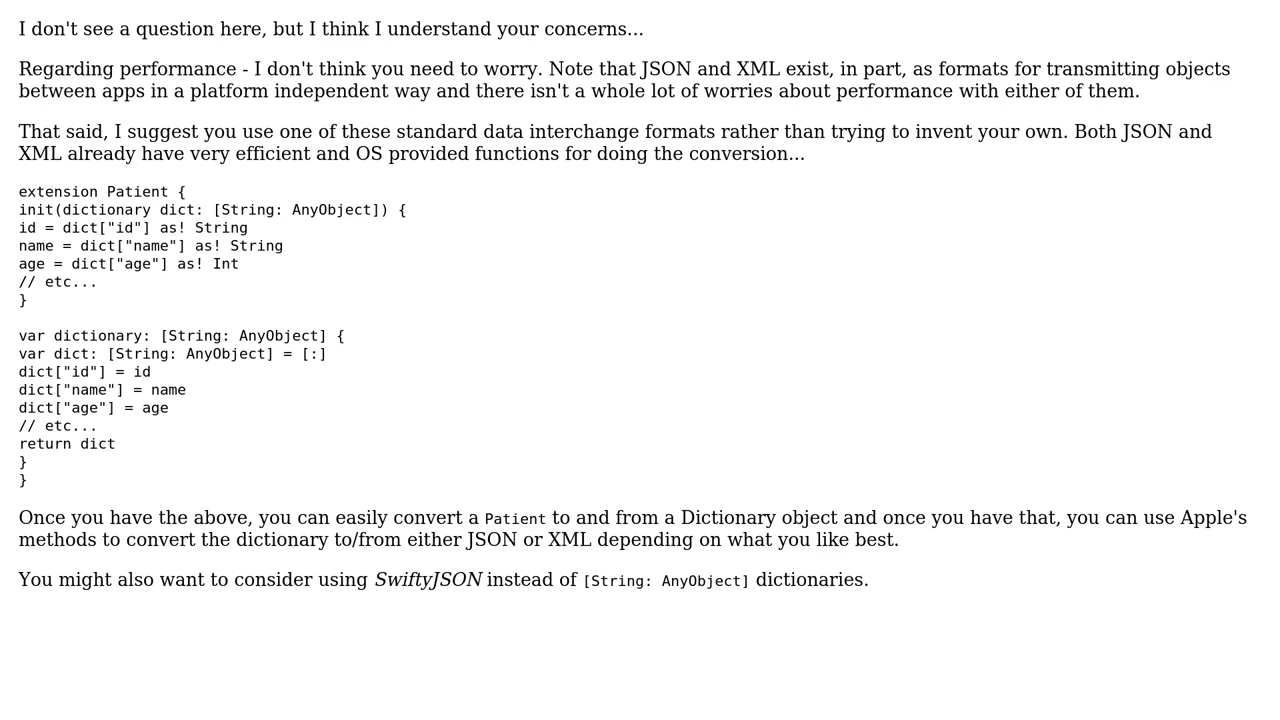 I don't see a question here, but I think I understand your concerns...
Regarding performance - I don't think you need to worry. Note that JSON and XML exist, in part, as formats for transmitting objects
between apps in a platform independent way and there isn't a whole lot of worries about performance with either of them.
That said, I suggest you use one of these standard data interchange formats rather than trying to invent your own. Both JSON and
XML already have very efficient and OS provided functions for doing the conversion...
extension Patient {
init(dictionary dict: [String: AnyObject]) {
id = dict["id"] as! String
name = dict["name"] as! String
age = dict["age"] as! Int
// etc...
}
var dictionary: [String: AnyObject] {
var dict: [String: AnyObject] = [:]
dict["id"] = id
dict["name"] = name
dict["age"] = age
// etc...
return dict
}
}
Once you have the above, you can easily convert a Patient to and from a Dictionary object and once you have that, you can use Apple's
methods to convert the dictionary to/from either JSON or XML depending on what you like best.
You might also want to consider using SwiftyJSON instead of [String: AnyObject] dictionaries.